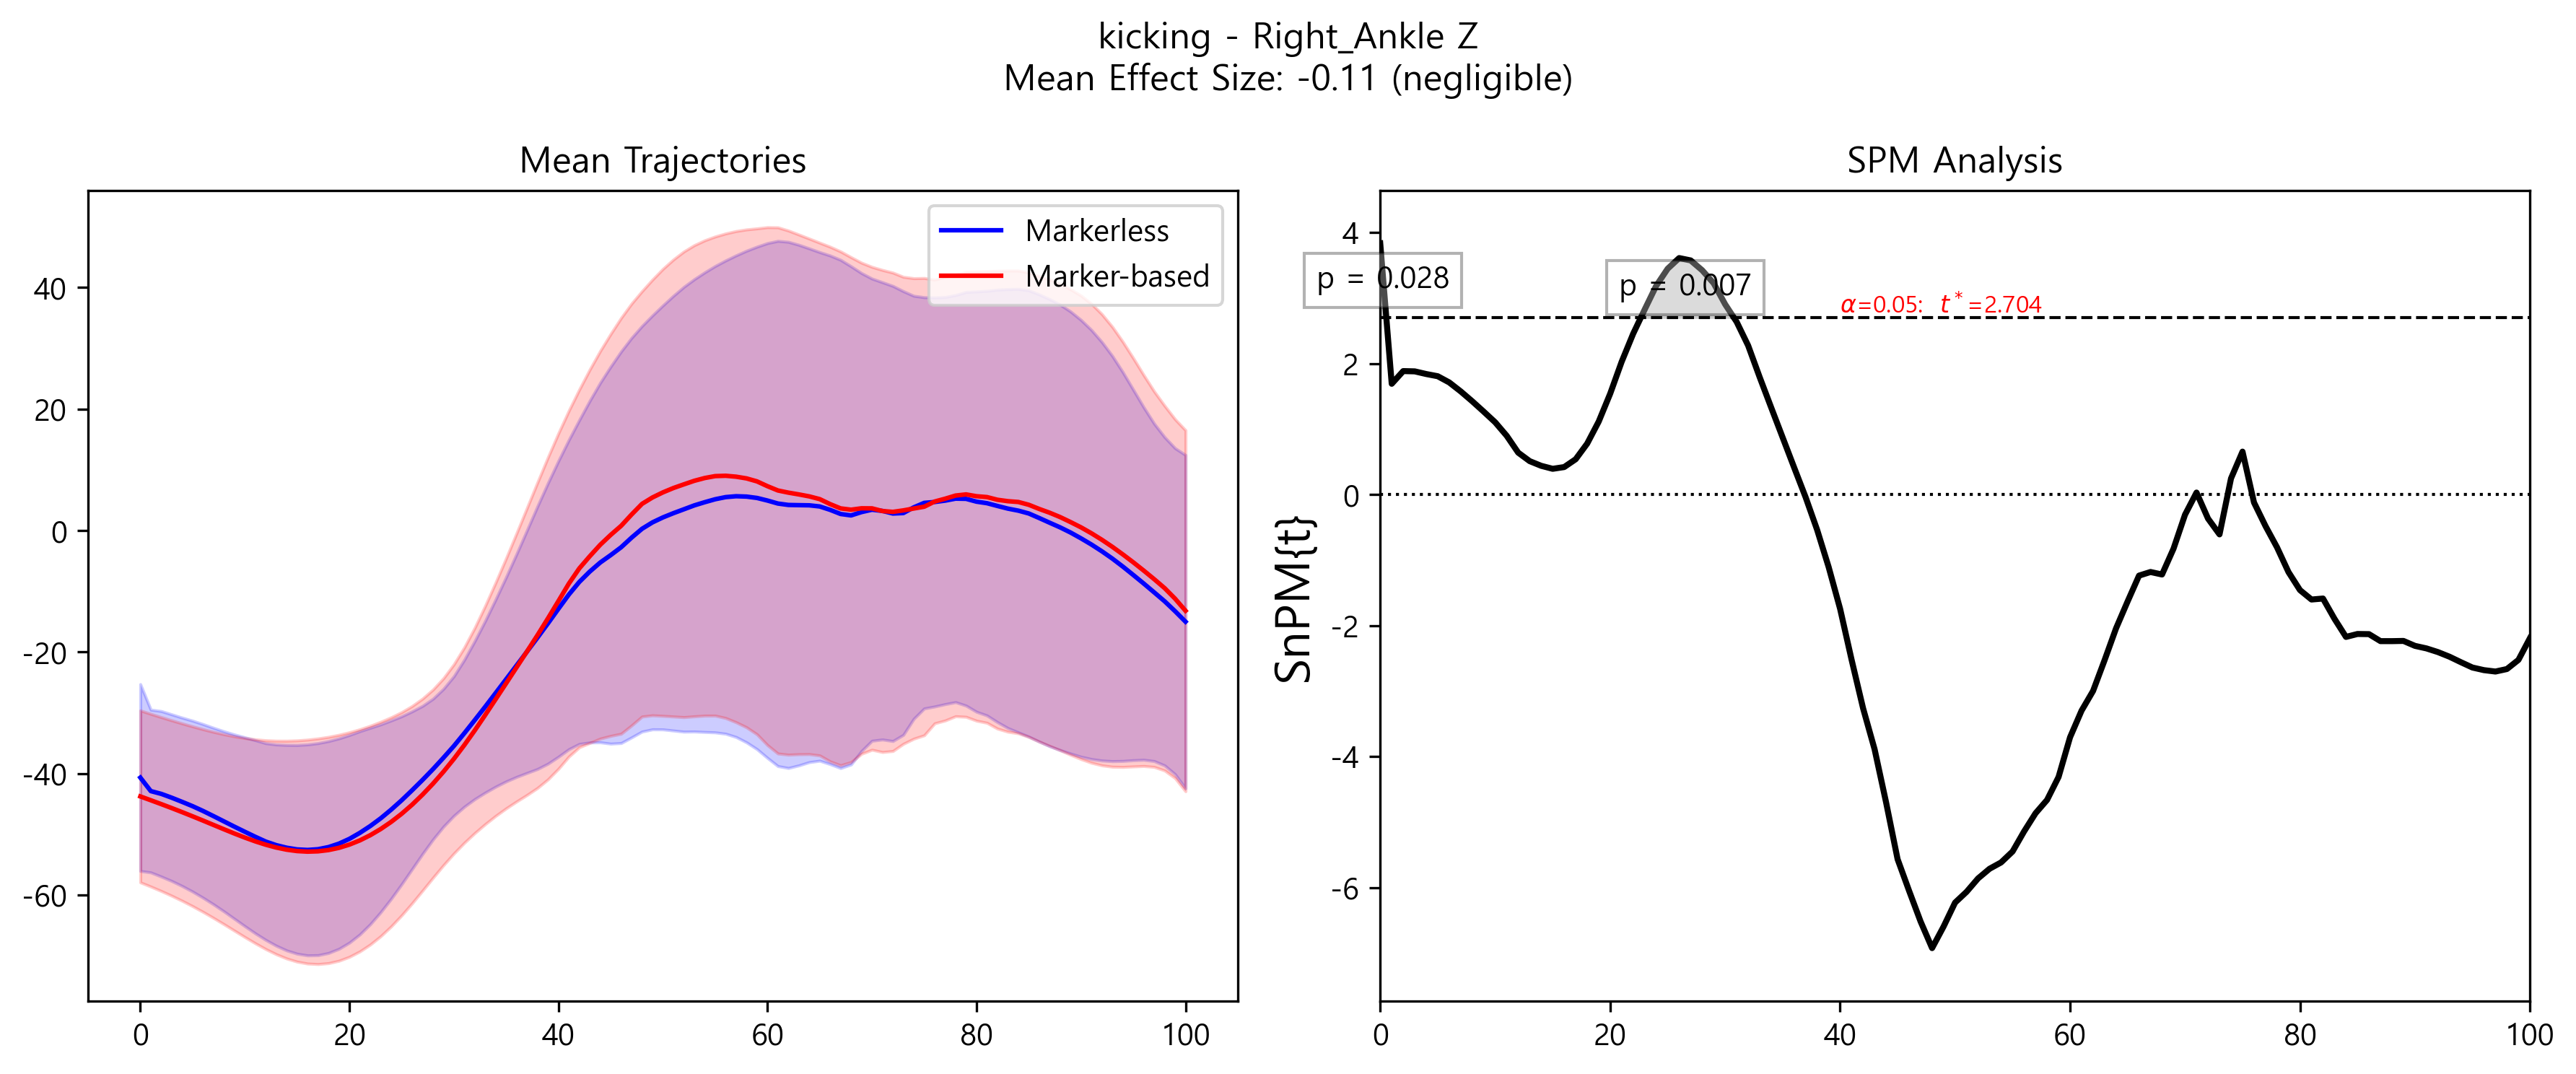 kicking - Right_Ankle Z
Mean Effect Size: -0.11 (negligible)
Mean Trajectories
Markerless
Marker-based
40
20
0
-20
-40
-60
0
20
40
60
80
100
SPM Analysis
SnPM{t}
4
2
0
-2
-4
-6
p = 0.028
p = 0.007
α=0.05: t*=2.704
0
20
40
60
80
100